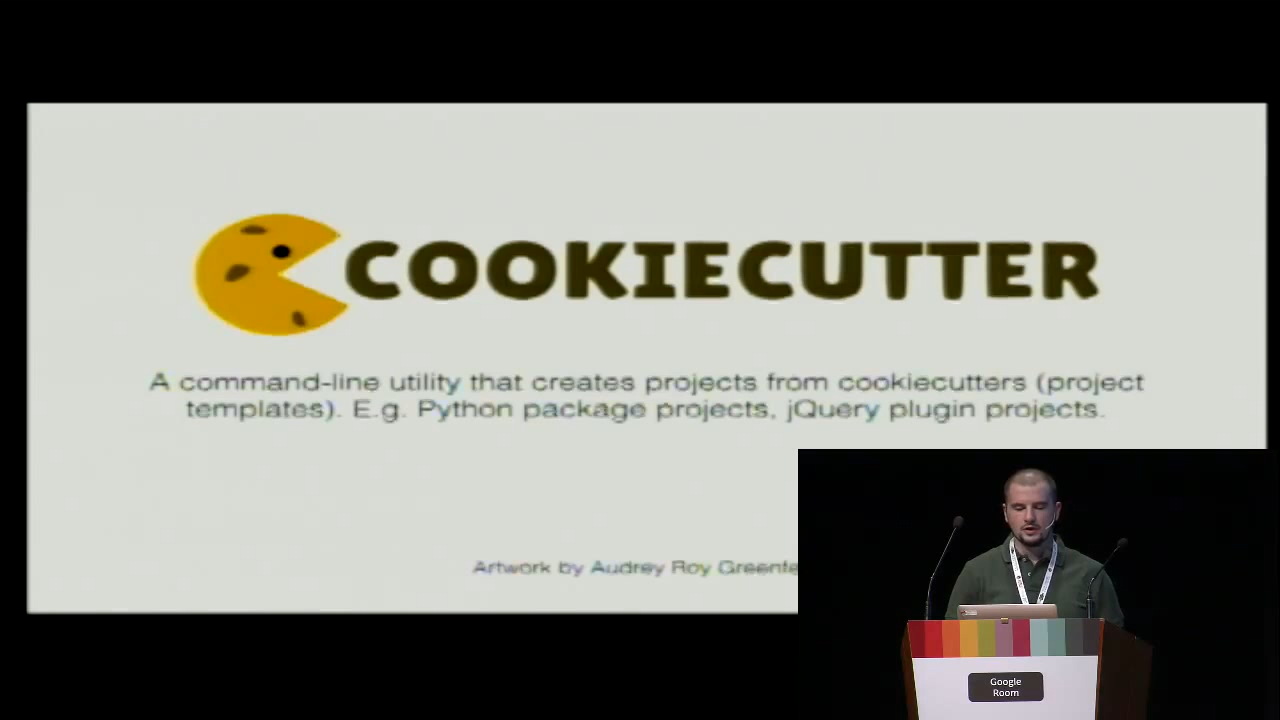 COOKIECUTTER
A command-line utility that creates projects from cookiecutters (project
templates). E.g. Python package projects, jQuery plugin projects.
Artwork by Audrey Roy
Google
Room